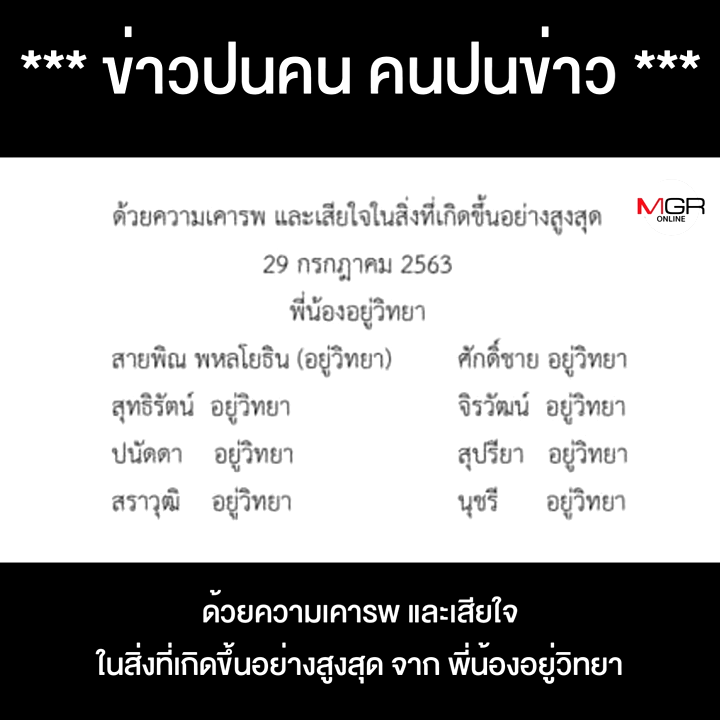 *** ข่าวปนคน คนปนข่าว ***
MGR
ONLINE
ด้วยความเคารพ และเสียใจในสิ่งที่เกิดขึ้นอย่างสูงสุด
29 กรกฎาคม 2563
พี่น้องอยู่วิทยา
สายพิณ พหลโยธิน (อยู่วิทยา) ศักดิ์ชาย อยู่วิทยา
สุทธิรัตน์ อยู่วิทยา จิรวัฒน์ อยู่วิทยา
ปนัดดา อยู่วิทยา สุปรียา อยู่วิทยา
สราวุฒิ อยู่วิทยา นุชรี อยู่วิทยา
ด้วยความเคารพ และเสียใจ
ในสิ่งที่เกิดขึ้นอย่างสูงสุด จาก พี่น้องอยู่วิทยา